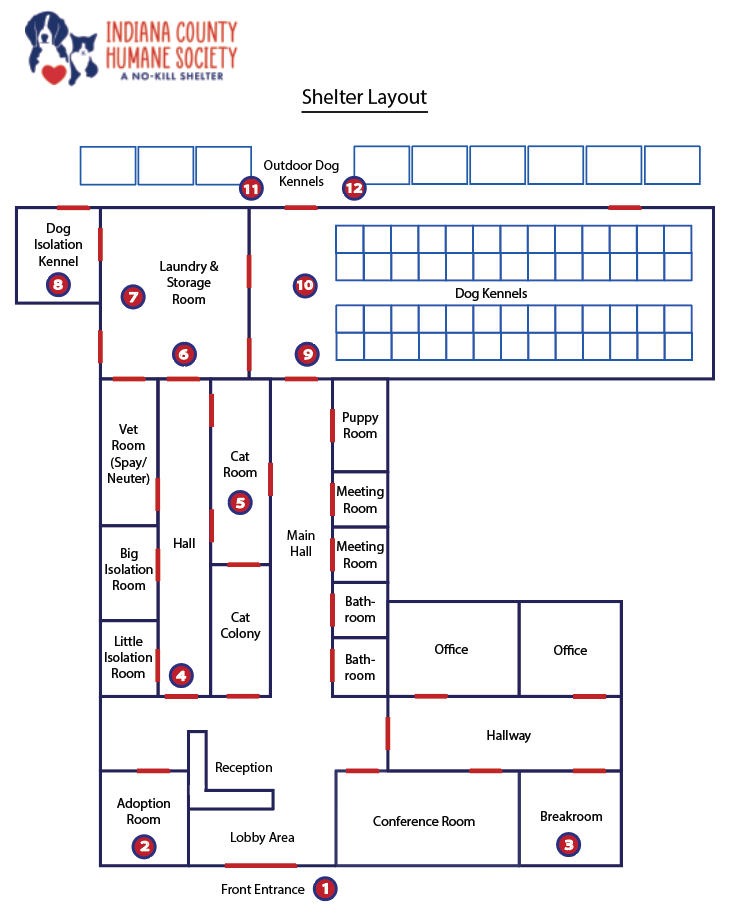 INDIANA COUNTY
HUMANE SOCIETY
A NO-KILL SHELTER
Shelter Layout
Outdoor Dog
Kennels
11
12
Dog
Isolation
Kennel
8
Laundry &
Storage
Room
7
6
10
Dog Kennels
9
Vet
Room
(Spay/
Neuter)
Big
Isolation
Room
Little
Isolation
Room
Hall
4
Cat
Room
5
Cat
Colony
Main
Hall
Puppy
Room
Meeting
Room
Meeting
Room
Bath-
room
Bath-
room
Office
Office
Hallway
Reception
Adoption
Room
2
Lobby Area
Conference Room
Breakroom
3
Front Entrance
1